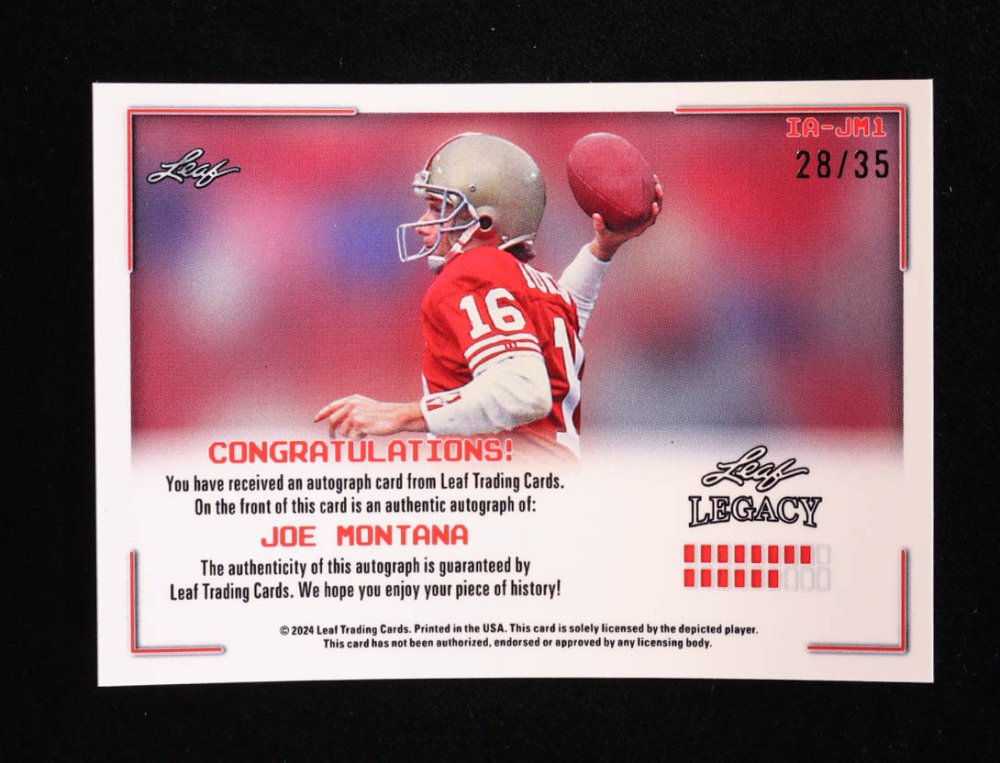 Leaf
IA-JM1
28/35
16
CONGRATULATIONS!
You have received an autograph card from Leaf Trading Cards.
On the front of this card is an authentic autograph of:
JOE MONTANA
The authenticity of this autograph is guaranteed by
Leaf Trading Cards. We hope you enjoy your piece of history!
Leaf
LEGACY
© 2024 Leaf Trading Cards. Printed in the USA. This card is solely licensed by the depicted player.
This card has not been authorized, endorsed or approved by any licensing body.